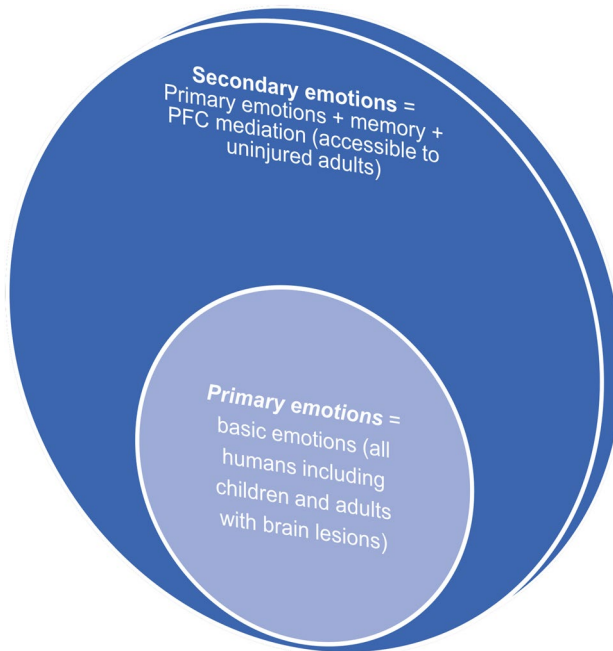 Secondary emotions =
Primary emotions + memory +
PFC mediation (accessible to
uninjured adults)
Primary emotions =
basic emotions (all
humans including
children and adults
with brain lesions)